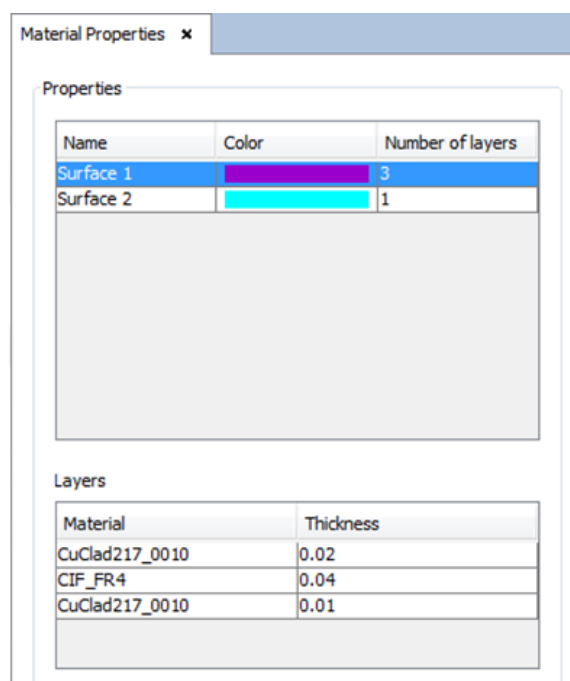 Material Properties ×
Properties
Name Color Number of layers
Surface 1 3
Surface 2 1
Layers
Material Thickness
CuClad217_0010 0.02
CIF_FR4 0.04
CuClad217_0010 0.01